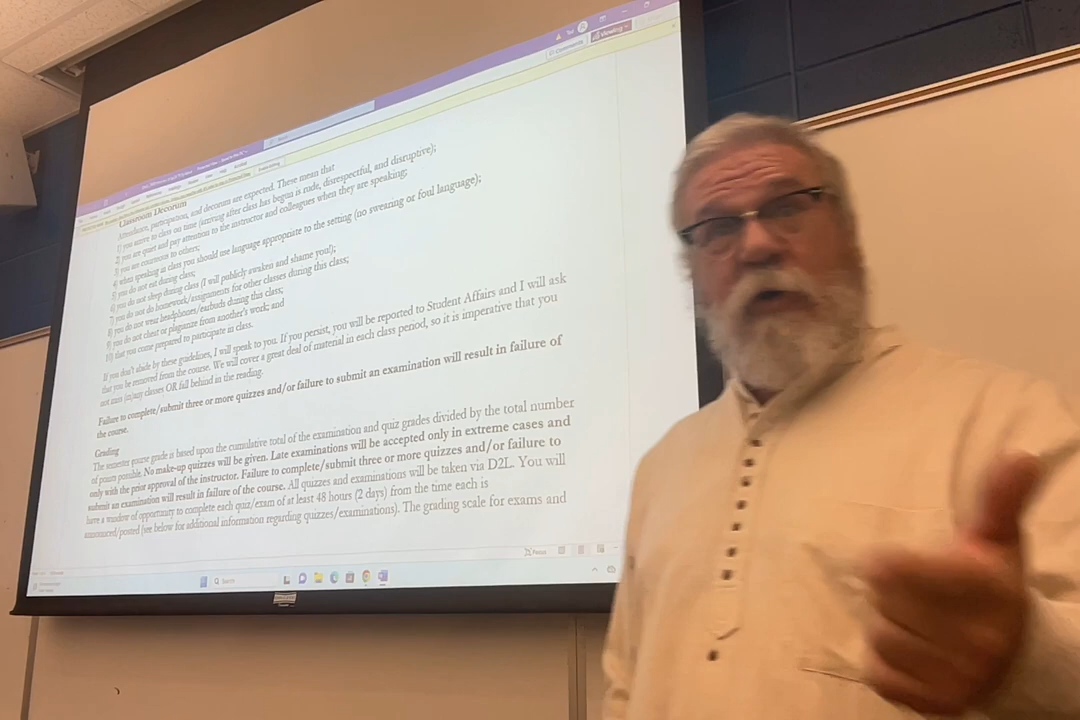 Comments
Viewing
Classroom Decorum
Attendance, participation, and decorum are expected. These mean that
1) you arrive to class on time (arriving after class has begun is rude, disrespectful, and disruptive);
2) you are quiet and pay attention to the instructor and colleagues when they are speaking;
3) you are courteous to others;
4) when speaking in class you should use language appropriate to the setting (no swearing or foul language);
5) you do not eat during class;
6) you do not sleep during class (I will publicly awaken and shame you!);
7) you do not do homework/assignments for other classes during this class;
8) you do not wear headphones/earbuds during this class;
9) you do not cheat or plagiarize from another's work; and
10) that you come prepared to participate in class.
If you don't abide by these guidelines, I will speak to you. If you persist, you will be reported to Student Affairs and I will ask
that you be removed from the course. We will cover a great deal of material in each class period, so it is imperative that you
not miss (m)any classes OR fall behind in the reading.
Failure to complete/submit three or more quizzes and/or failure to submit an examination will result in failure of
the course.
Grading
The semester course grade is based upon the cumulative total of the examination and quiz grades divided by the total number
of points possible. No make-up quizzes will be given. Late examinations will be accepted only in extreme cases and
only with the prior approval of the instructor. Failure to complete/submit three or more quizzes and/or failure to
submit an examination will result in failure of the course. All quizzes and examinations will be taken via D2L. You will
have a window of opportunity to complete each quiz/exam of at least 48 hours (2 days) from the time each is
announced/posted (see below for additional information regarding quizzes/examinations). The grading scale for exams and
Focus
Search